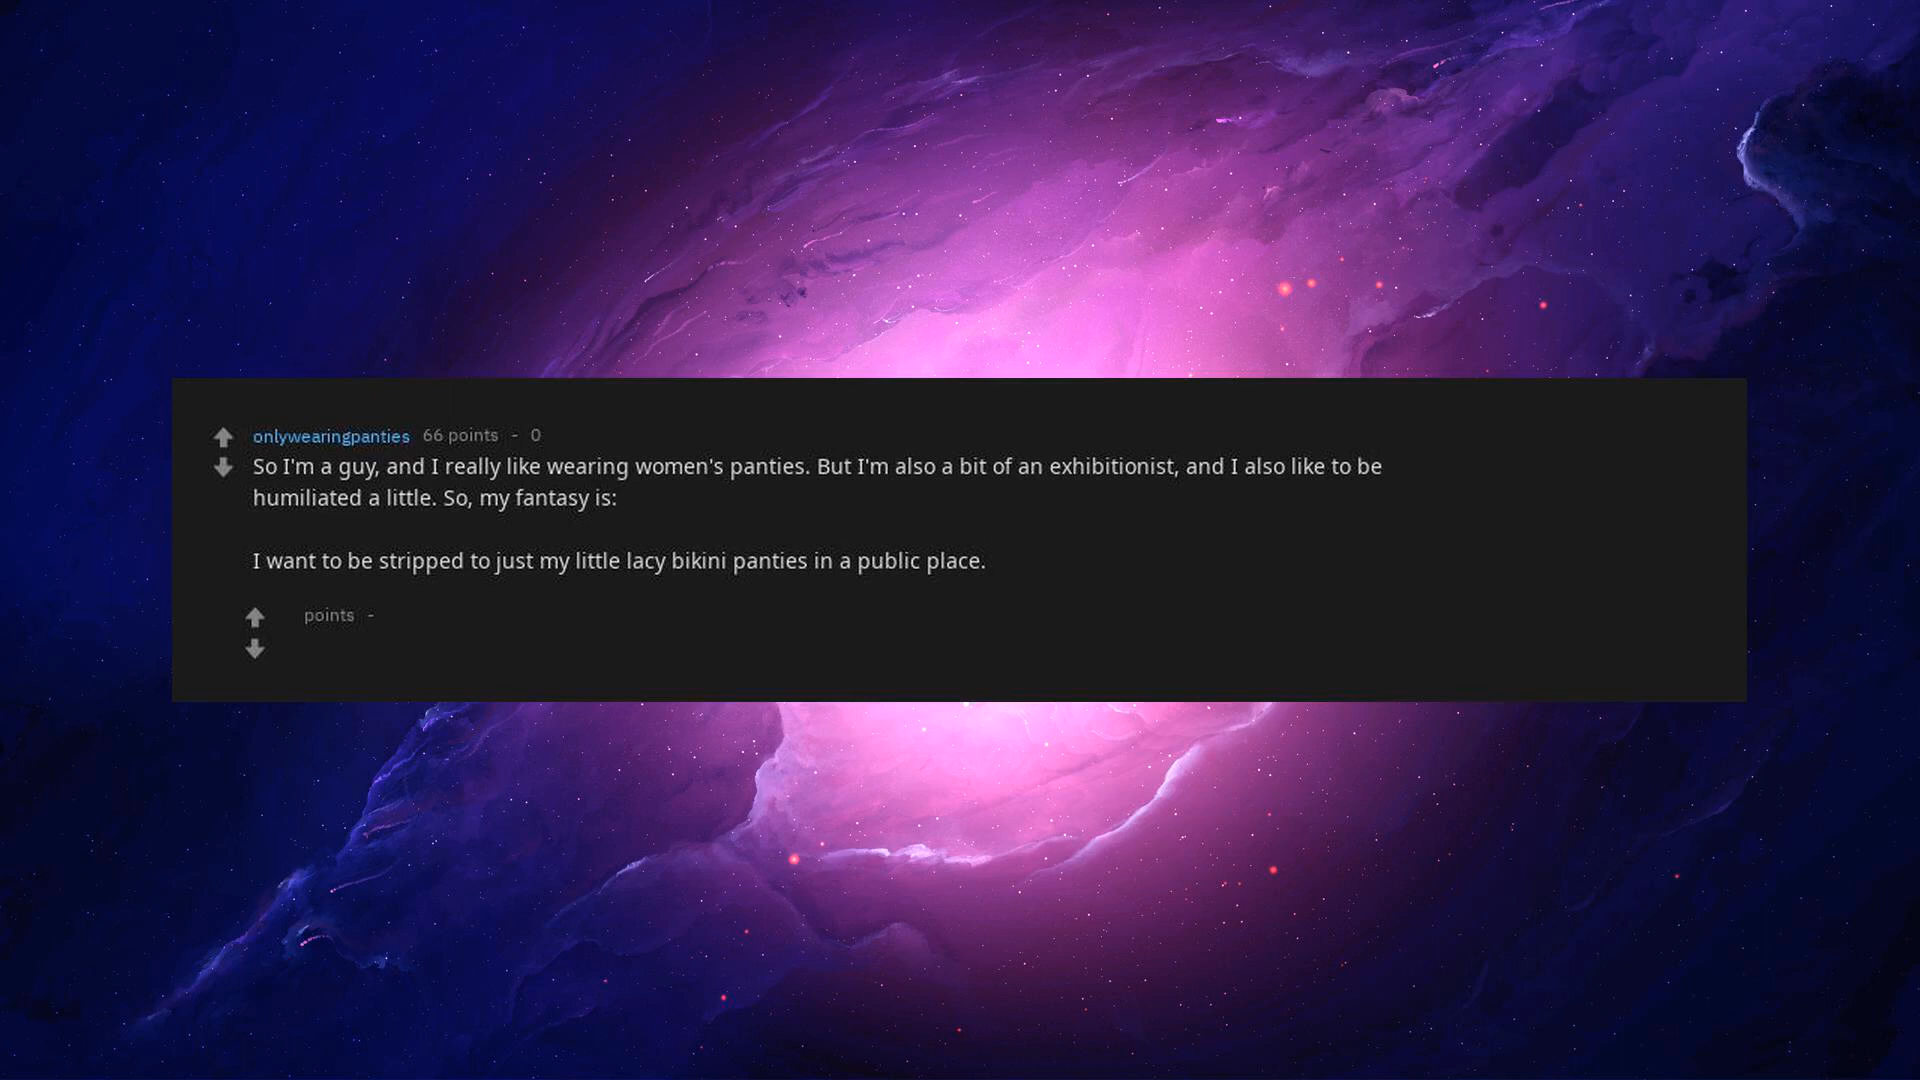 onlywearingpanties 66 points - 0
So I'm a guy, and I really like wearing women's panties. But I'm also a bit of an exhibitionist, and I also like to be
humiliated a little. So, my fantasy is:
I want to be stripped to just my little lacy bikini panties in a public place.
points -